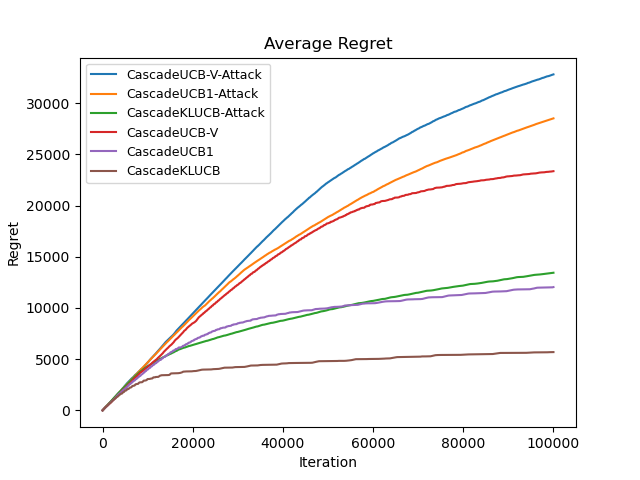 Average Regret
CascadeUCB-V-Attack
CascadeUCB1-Attack
CascadeKLUCB-Attack
CascadeUCB-V
CascadeUCB1
CascadeKLUCB
Regret
30000
25000
20000
15000
10000
5000
0
0 20000 40000 60000 80000 100000
Iteration